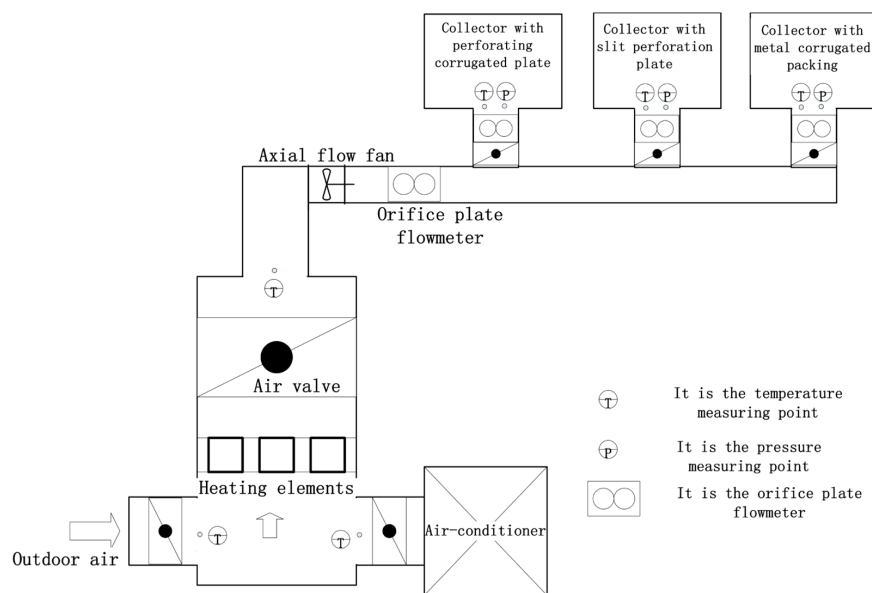 Collector with
perforating
corrugated plate
Collector with
slit perforation
plate
Collector with
metal corrugated
packing
T P
T P
T P
Axial flow fan
Orifice plate
flowmeter
T
Air valve
Heating elements
T
T
Outdoor air
Air-conditioner
T
It is the temperature
measuring point
P
It is the pressure
measuring point
It is the orifice plate
flowmeter